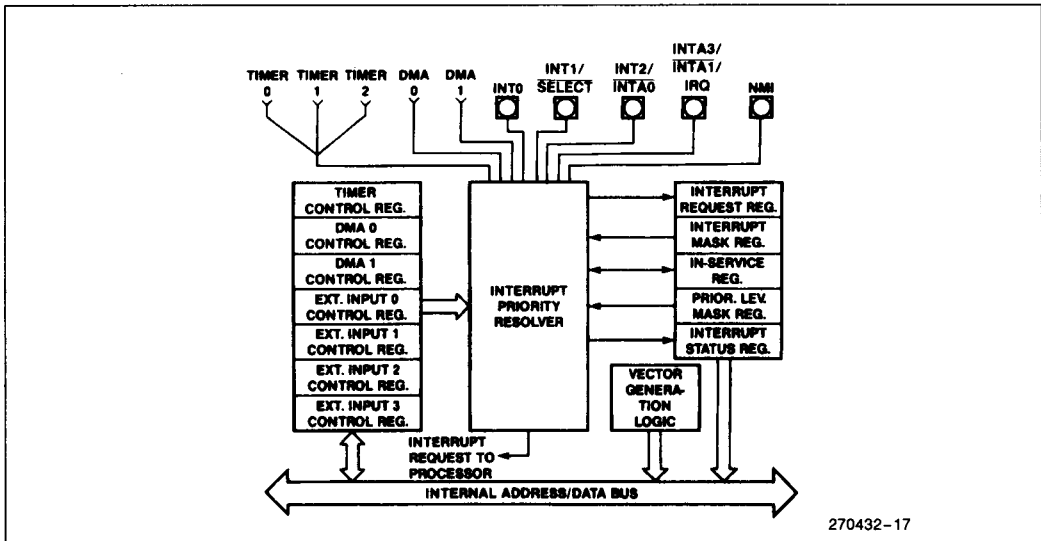 TIMER TIMER TIMER DMA DMA
0 1 2 0 1
INT0
INT1/
SELECT
INT2/
INTA0
INTA3/
INTA1/
IRQ
NMI
TIMER
CONTROL REG.
DMA 0
CONTROL REG.
DMA 1
CONTROL REG.
EXT. INPUT 0
CONTROL REG.
EXT. INPUT 1
CONTROL REG.
EXT. INPUT 2
CONTROL REG.
EXT. INPUT 3
CONTROL REG.
INTERRUPT
PRIORITY
RESOLVER
INTERRUPT
REQUEST REG.
INTERRUPT
MASK REG.
IN-SERVICE
REG.
PRIOR. LEV.
MASK REG.
INTERRUPT
STATUS REG.
VECTOR
GENERA-
TION
LOGIC
INTERRUPT
REQUEST TO
PROCESSOR
INTERNAL ADDRESS/DATA BUS
270432-17